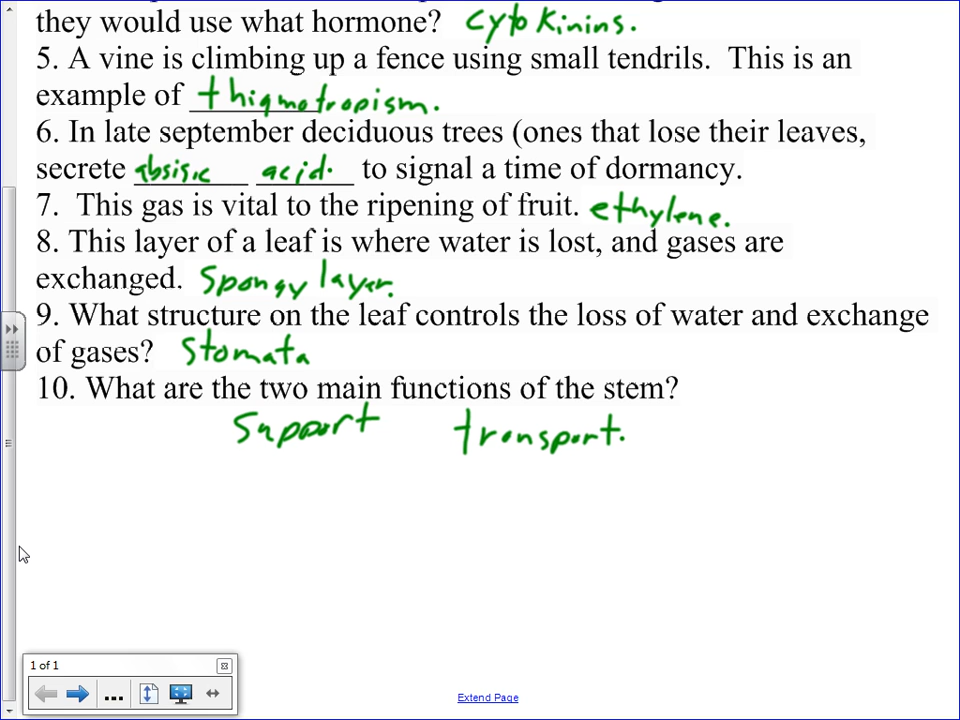 they would use what hormone? Cytokinins.
5. A vine is climbing up a fence using small tendrils. This is an
example of thigmotropism.
6. In late september deciduous trees (ones that lose their leaves,
secrete absisic acid. to signal a time of dormancy.
7. This gas is vital to the ripening of fruit. ethylene.
8. This layer of a leaf is where water is lost, and gases are
exchanged. Spongy layer.
9. What structure on the leaf controls the loss of water and exchange
of gases? Stomata
10. What are the two main functions of the stem?
Support transport.
1 of 1
Extend Page